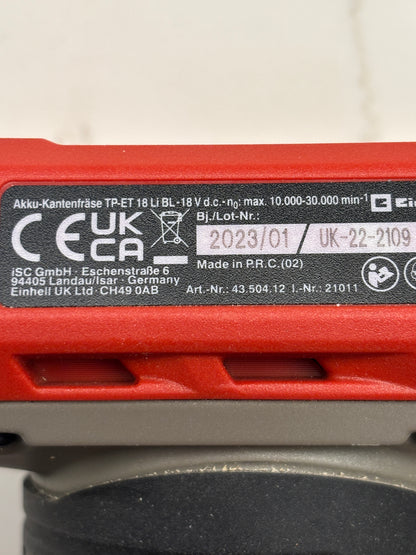 Akku-Kantenfräse TP-ET 18 Li BL · 18 V d.c. · n₀: max. 10.000-30.000 min⁻¹
Bj./Lot-Nr.:
CE UK CA
2023/01 / UK-22-2109
Made in P.R.C.(02)
iSC GmbH · Eschenstraße 6
94405 Landau/Isar · Germany
Einhell UK Ltd · CH49 0AB
Art.-Nr.: 43.504.12 I.-Nr.: 21011